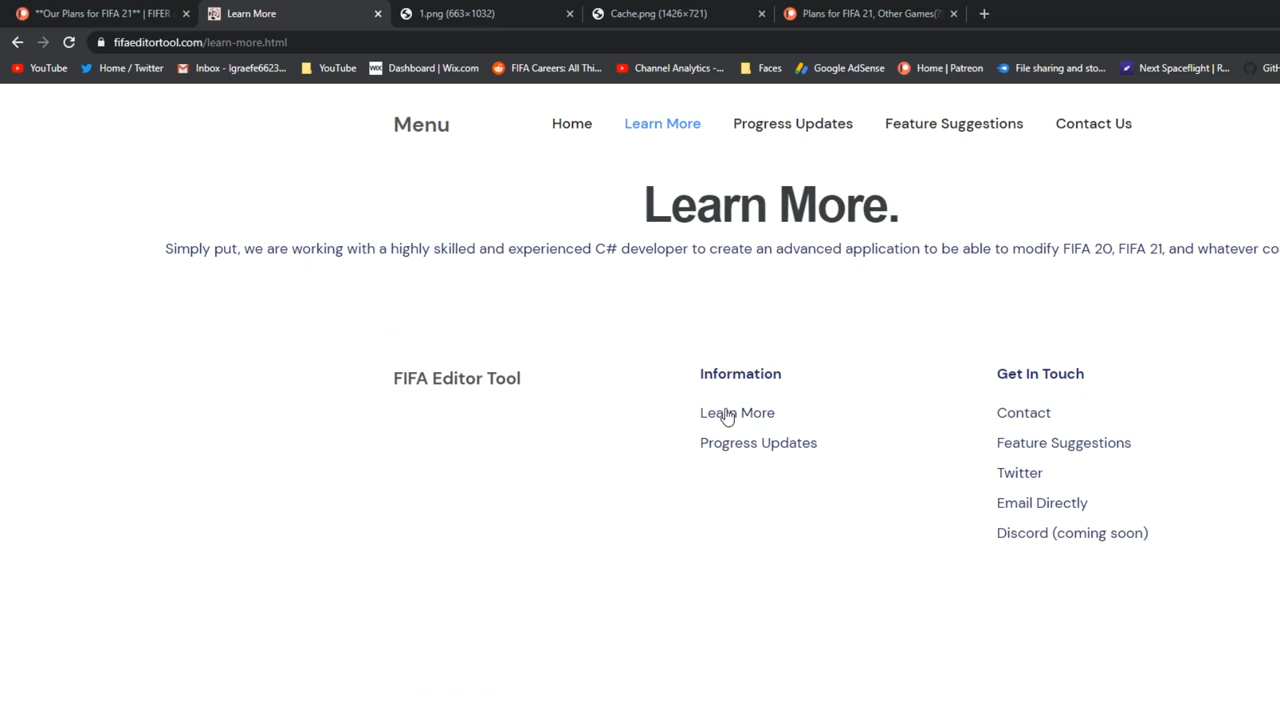 **Our Plans for FIFA 21** | FIFER
Learn More
1.png (663×1032)
Cache.png (1426×721)
Plans for FIFA 21, Other Games(?)
fifaeditortool.com/learn-more.html
YouTube
Home / Twitter
Inbox - lgraefe6623...
YouTube
Dashboard | Wix.com
FIFA Careers: All Thi...
Channel Analytics -...
Faces
Google AdSense
Home | Patreon
File sharing and sto...
Next Spaceflight | R...
GitH
Menu
Home
Learn More
Progress Updates
Feature Suggestions
Contact Us
Learn More.
Simply put, we are working with a highly skilled and experienced C# developer to create an advanced application to be able to modify FIFA 20, FIFA 21, and whatever co
FIFA Editor Tool
Information
Learn More
Progress Updates
Get In Touch
Contact
Feature Suggestions
Twitter
Email Directly
Discord (coming soon)